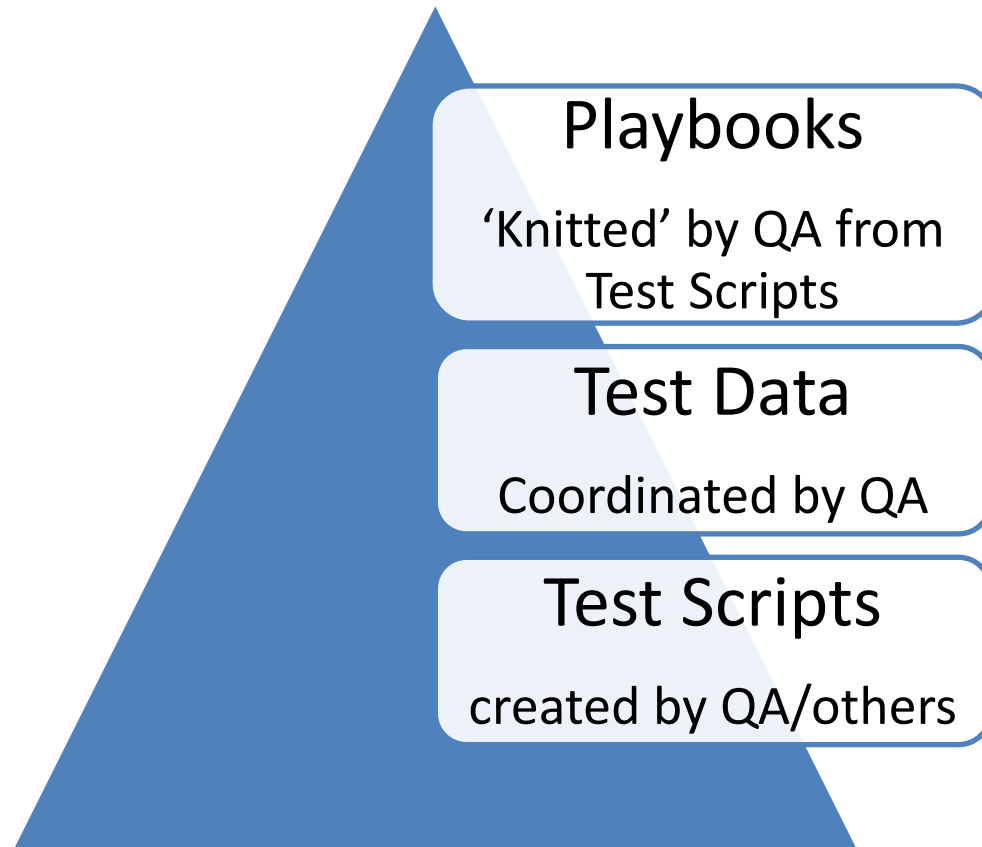 Playbooks
‘Knitted’ by QA from
Test Scripts
Test Data
Coordinated by QA
Test Scripts
created by QA/others